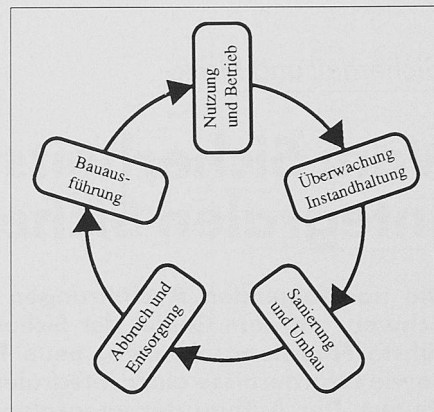 Nutzung
und Betrieb
Überwachung
Instandhaltung
Sanierung
und Umbau
Abbruch und
Entsorgung
Bauaus-
führung